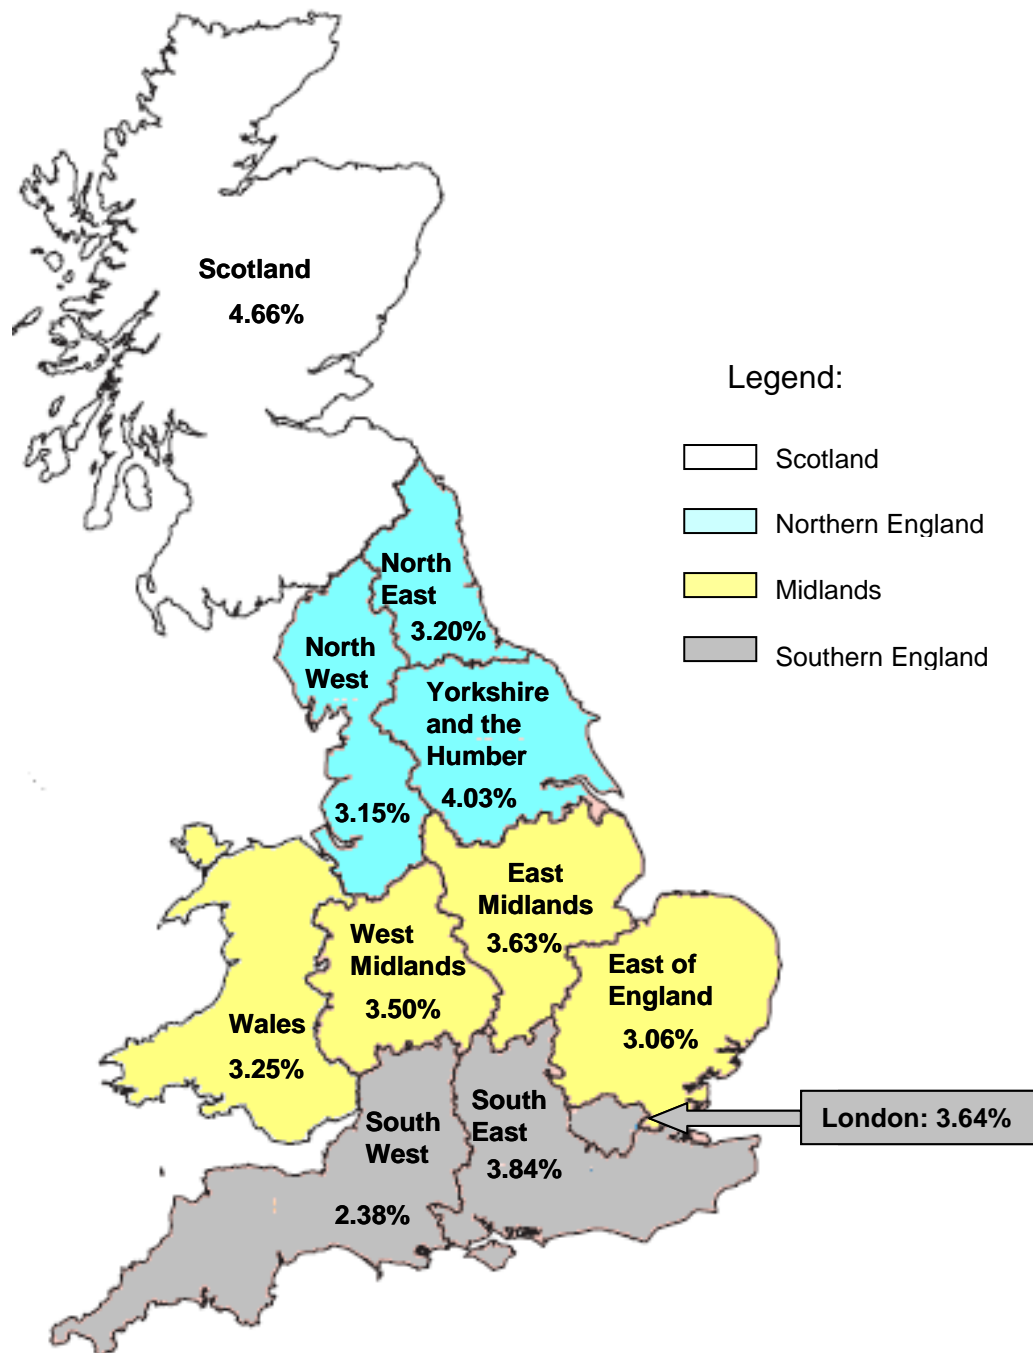 Scotland
4.66%
Legend:
Scotland
Northern England
Midlands
Southern England
North
East
3.20%
North
West
3.15%
Yorkshire
and the
Humber
4.03%
East
Midlands
3.63%
West
Midlands
3.50%
East of
England
3.06%
Wales
3.25%
South
West
2.38%
South
East
3.84%
London: 3.64%